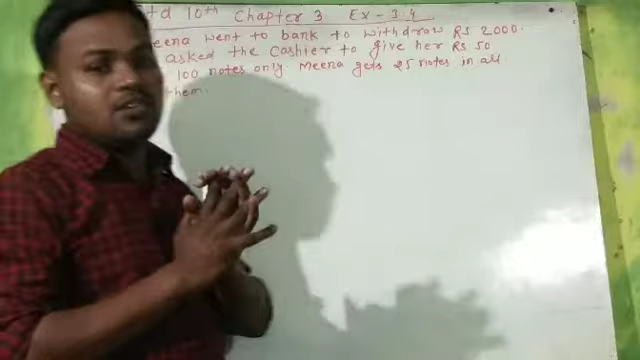 td 10th Chapter 3 Ex - 3.4
eena went to bank to withdraw Rs 2000.
asked the Cashier to give her Rs 50
100 notes only Meena gets 25 notes in all.
them.